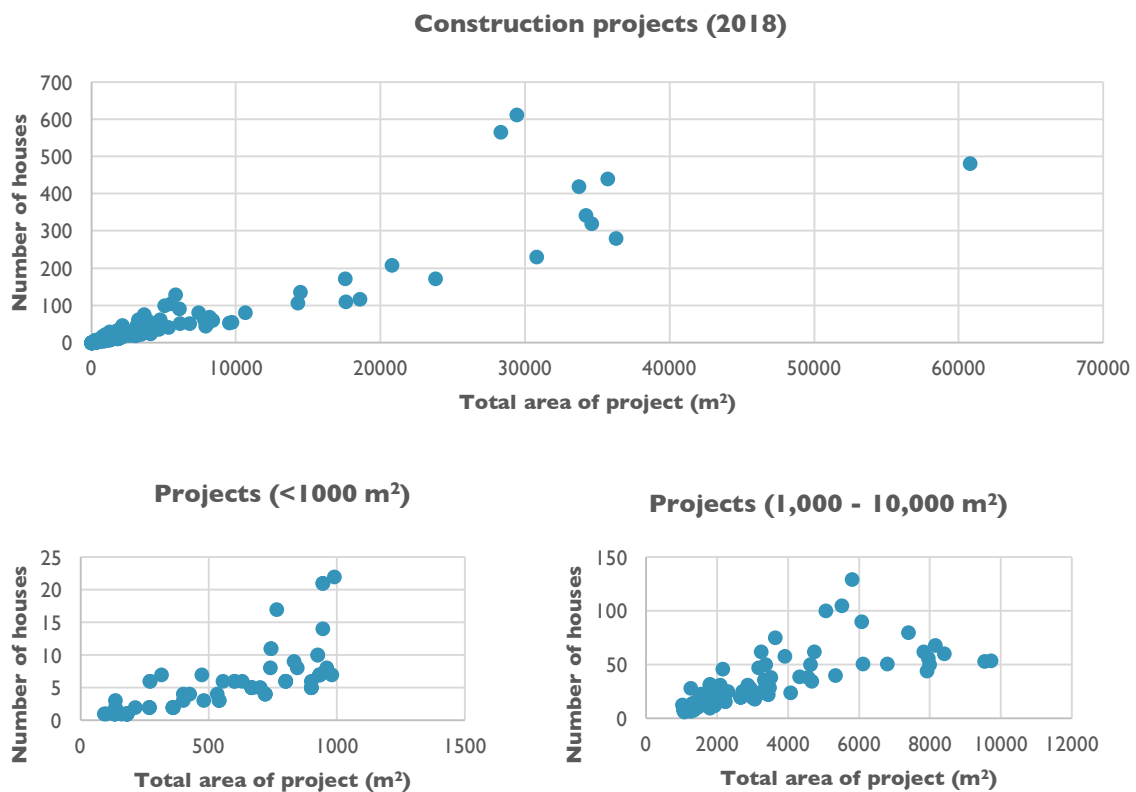 Construction projects (2018)
Number of houses
700
600
500
400
300
200
100
0
0 10000 20000 30000 40000 50000 60000 70000
Total area of project (m²)
Projects (<1000 m²)
Number of houses
25
20
15
10
5
0
0 500 1000 1500
Total area of project (m²)
Projects (1,000 - 10,000 m²)
Number of houses
150
100
50
0
0 2000 4000 6000 8000 10000 12000
Total area of project (m²)